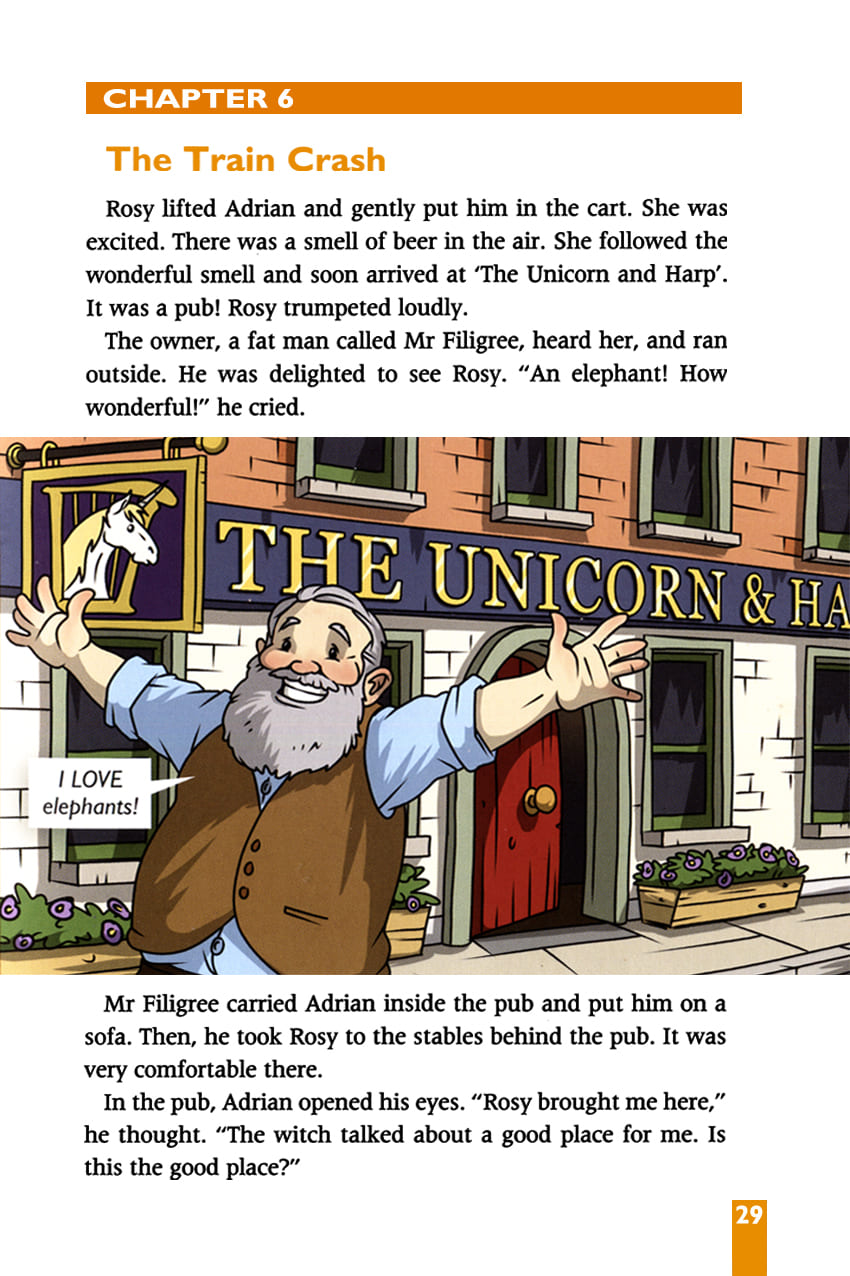 CHAPTER 6
The Train Crash
Rosy lifted Adrian and gently put him in the cart. She was
excited. There was a smell of beer in the air. She followed the
wonderful smell and soon arrived at ‘The Unicorn and Harp’.
It was a pub! Rosy trumpeted loudly.
The owner, a fat man called Mr Filigree, heard her, and ran
outside. He was delighted to see Rosy. “An elephant! How
wonderful!” he cried.
THE UNICORN & HA
I LOVE
elephants!
Mr Filigree carried Adrian inside the pub and put him on a
sofa. Then, he took Rosy to the stables behind the pub. It was
very comfortable there.
In the pub, Adrian opened his eyes. “Rosy brought me here,”
he thought. “The witch talked about a good place for me. Is
this the good place?”
29